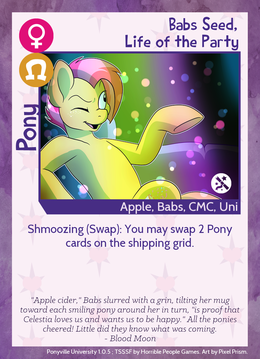 Babs Seed,
Life of the Party
Pony
Apple, Babs, CMC, Uni
Shmoozing (Swap): You may swap 2 Pony
cards on the shipping grid.
"Apple cider," Babs slurred with a grin, tilting her mug
toward each smiling pony around her in turn, "is proof that
Celestia loves us and wants us to be happy." All the ponies
cheered! Little did they know what was coming.
- Blood Moon
Ponyville University 1.0.5 ; TSSSF by Horrible People Games. Art by Pixel Prism.